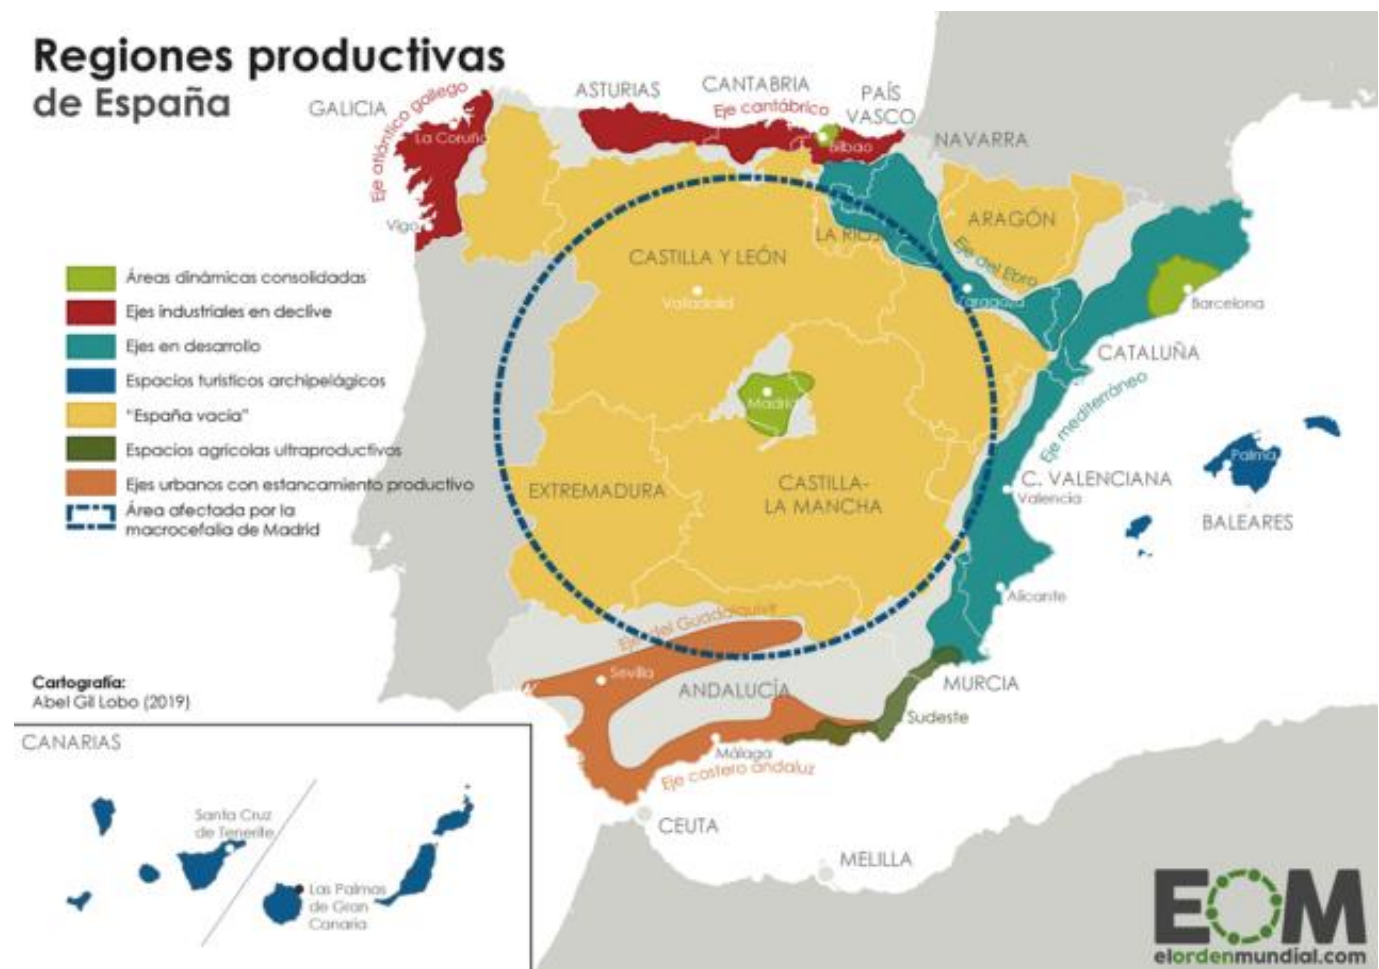 Regiones productivas
de España
GALICIA
ASTURIAS
CANTABRIA
PAÍS
VASCO
NAVARRA
Eje atlántico gallego
Eje cantábrico
La Coruña
Bilbao
Vigo
LA RIOJA
ARAGÓN
Eje del Ebro
CASTILLA Y LEÓN
Valladolid
Zaragoza
Barcelona
CATALUÑA
Áreas dinámicas consolidadas
Ejes industriales en declive
Ejes en desarrollo
Espacios turísticos archipelágicos
"España vacía"
Espacios agrícolas ultraproductivos
Ejes urbanos con estancamiento productivo
Área afectada por la
macrocefalia de Madrid
Madrid
Eje mediterráneo
EXTREMADURA
CASTILLA-
LA MANCHA
C. VALENCIANA
Valencia
Palma
BALEARES
Alicante
Eje del Guadalquivir
Sevilla
ANDALUCÍA
MURCIA
Sudeste
Málaga
Eje costero andaluz
Cartografía:
Abel Gil Lobo (2019)
CANARIAS
Santa Cruz
de Tenerife
Las Palmas
de Gran
Canaria
CEUTA
MELILLA
EOM
elordenmundial.com